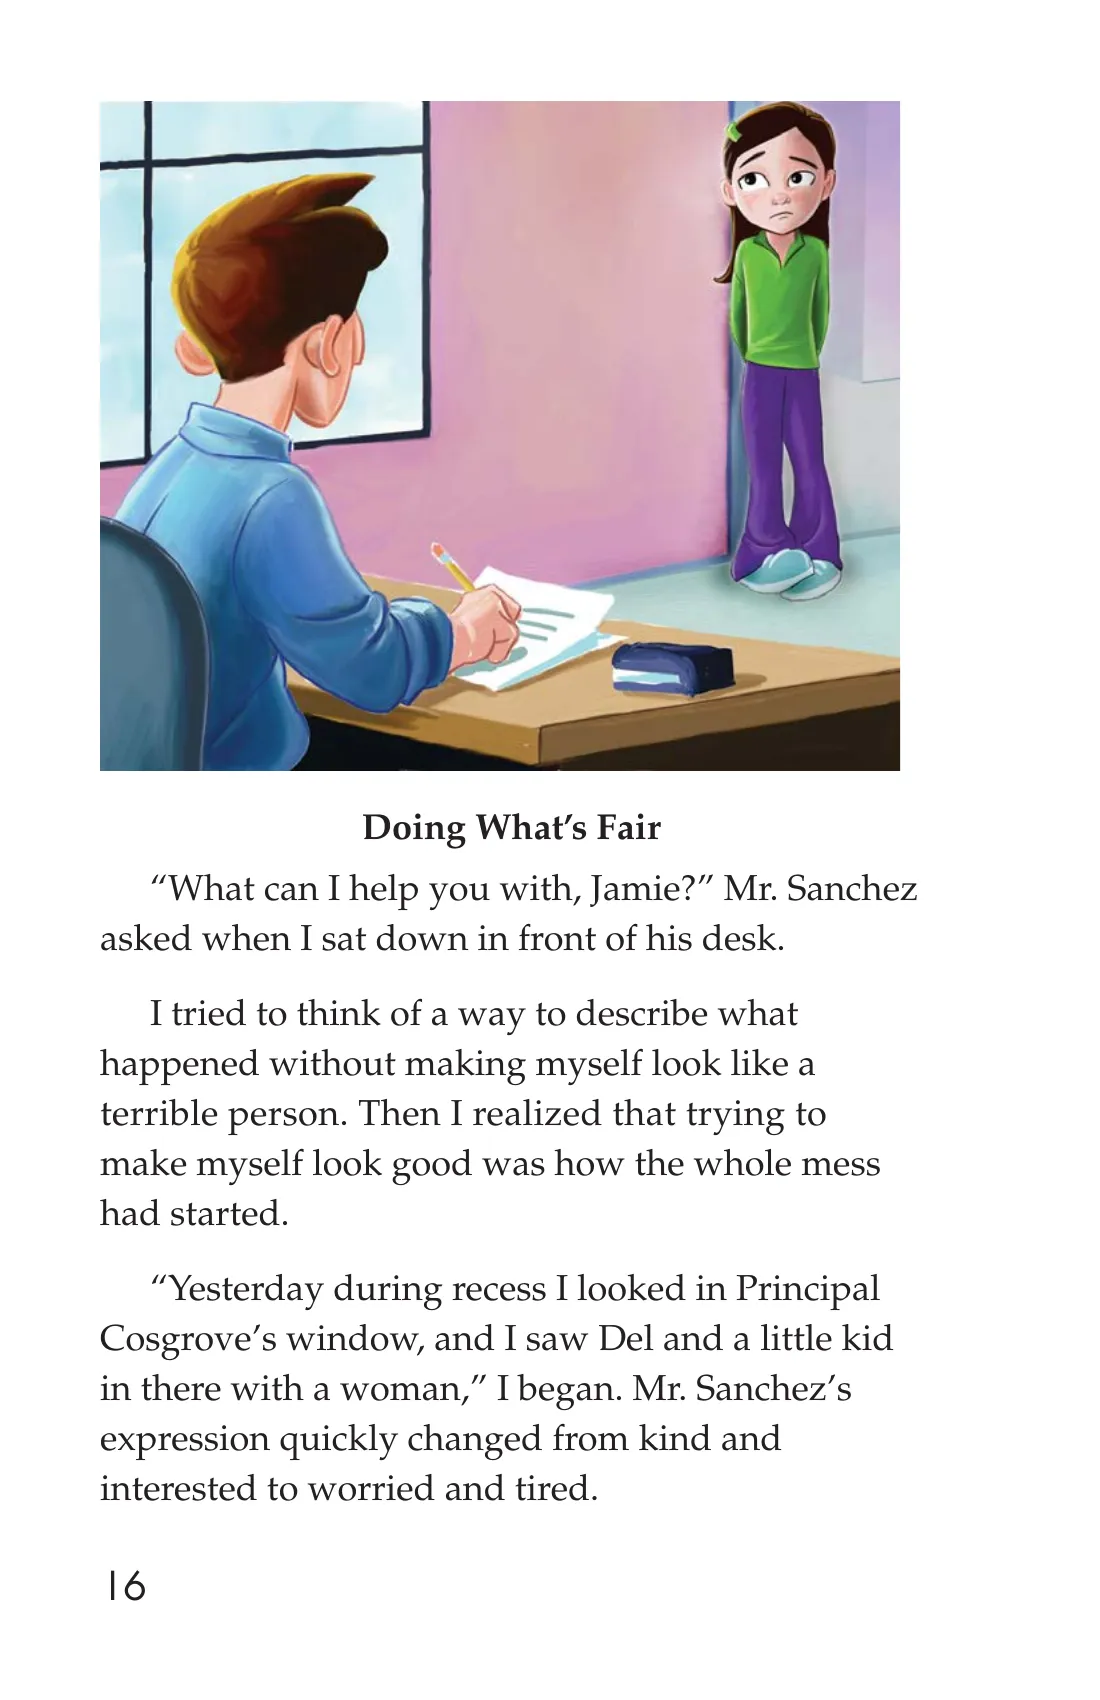 Doing What’s Fair
“What can I help you with, Jamie?” Mr. Sanchez
asked when I sat down in front of his desk.
I tried to think of a way to describe what
happened without making myself look like a
terrible person. Then I realized that trying to
make myself look good was how the whole mess
had started.
“Yesterday during recess I looked in Principal
Cosgrove’s window, and I saw Del and a little kid
in there with a woman,” I began. Mr. Sanchez’s
expression quickly changed from kind and
interested to worried and tired.
16